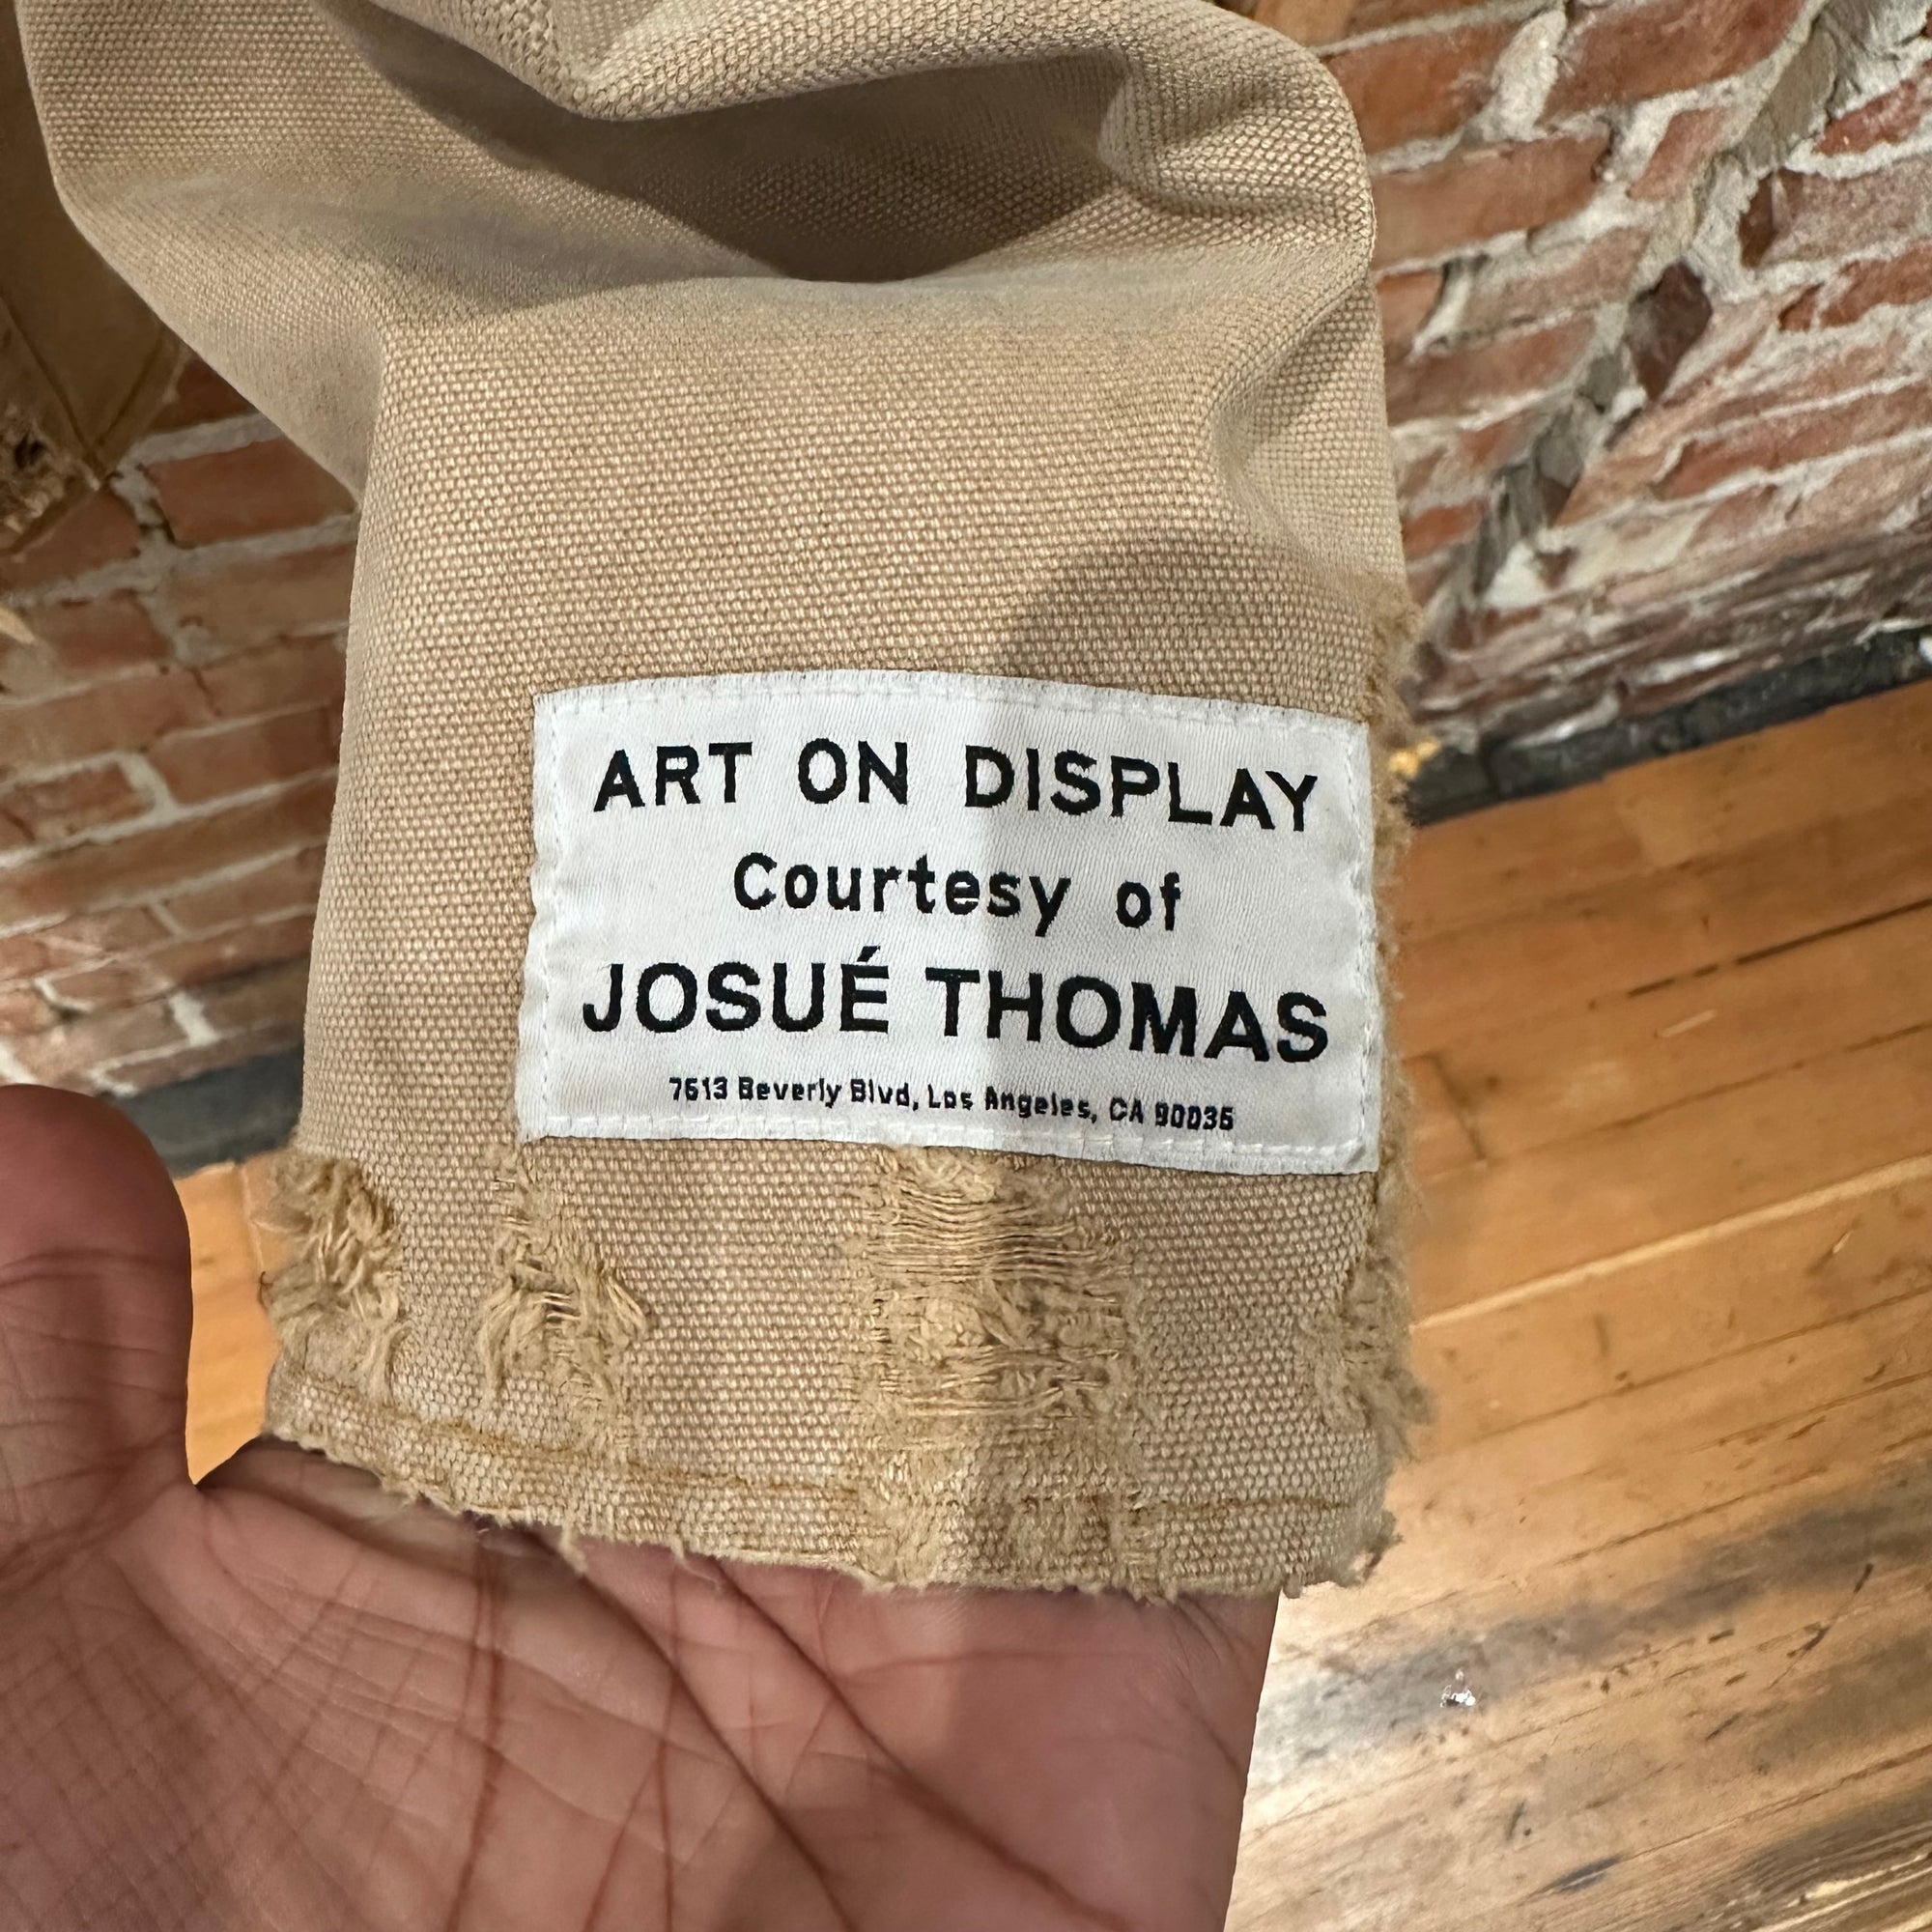 ART ON DISPLAY
Courtesy of
JOSUÉ THOMAS
7613 Beverly Blvd, Los Angeles, CA 90036